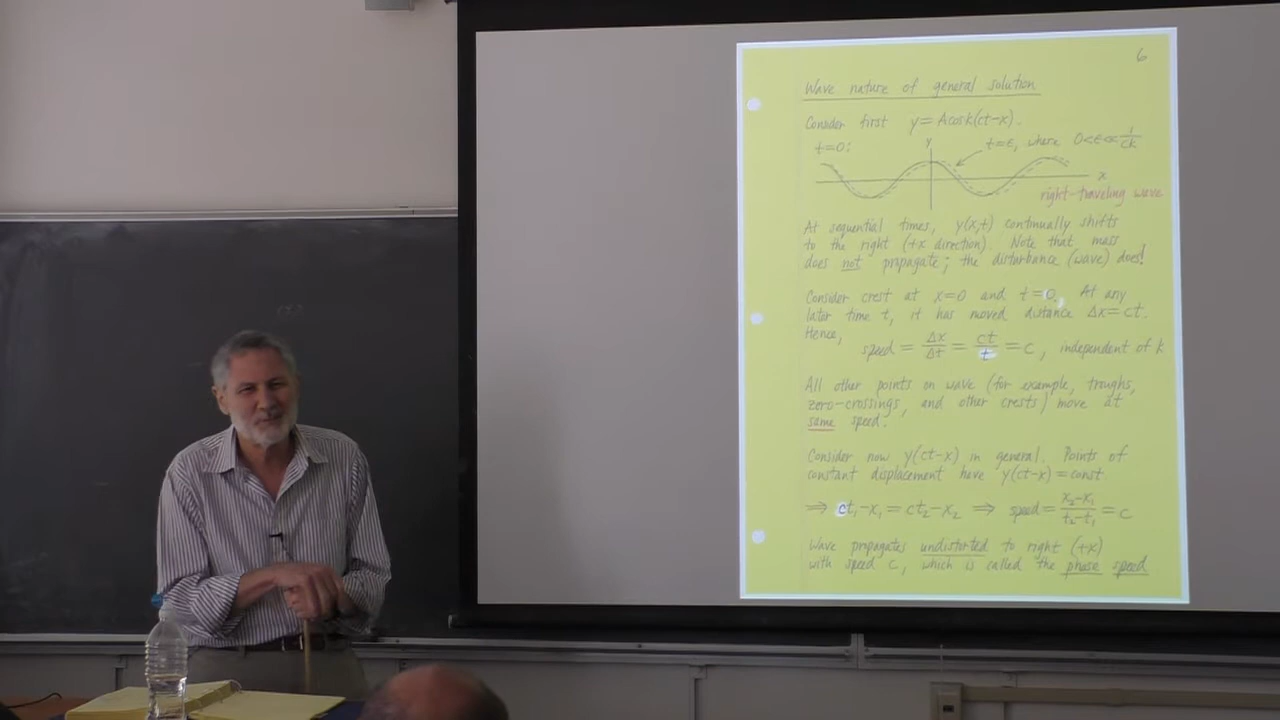 6
Wave nature of general solution
Consider first y = A cos k(ct-x).
t=0: y t=ϵ, where 0<ϵ<< 1/ck
x
right-traveling wave
At sequential times, y(x,t) continually shifts
to the right (+x direction). Note that mass
does not propagate; the disturbance (wave) does!
Consider crest at x=0 and t=0. At any
later time t, it has moved distance Δx = ct.
Hence,
speed = Δx/Δt = ct/t = c, independent of k
All other points on wave (for example, troughs,
zero-crossings, and other crests) move at
same speed.
Consider now y(ct-x) in general. Points of
constant displacement have y(ct-x) = const
⇒ ct₁-x₁ = ct₂-x₂ ⇒ speed = x₂-x₁/t₂-t₁ = c
Wave propagates undistorted to right (+x)
with speed c, which is called the phase speed